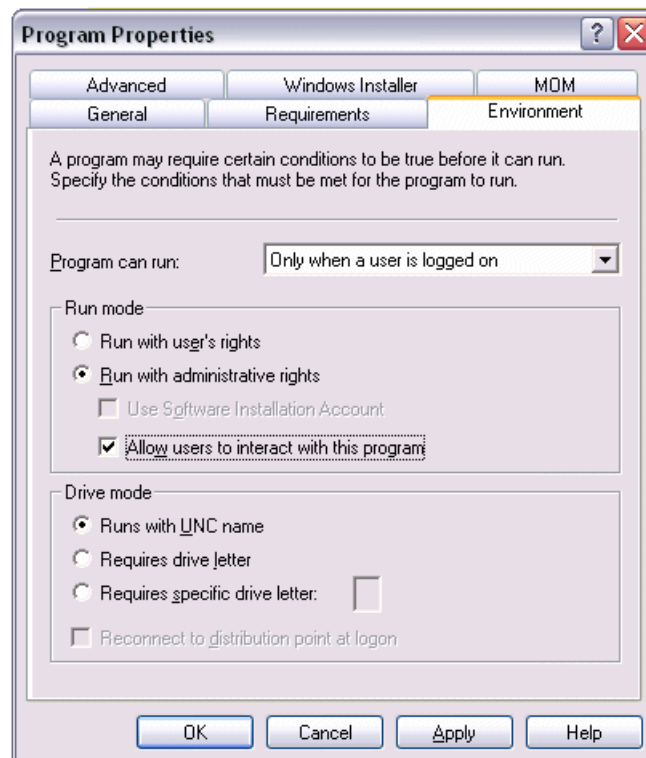 Program Properties
Advanced
Windows Installer
MOM
General
Requirements
Environment
A program may require certain conditions to be true before it can run.
Specify the conditions that must be met for the program to run.
Program can run:
Only when a user is logged on
Run mode
Run with user's rights
Run with administrative rights
Use Software Installation Account
Allow users to interact with this program
Drive mode
Runs with UNC name
Requires drive letter
Requires specific drive letter:
Reconnect to distribution point at logon
OK
Cancel
Apply
Help